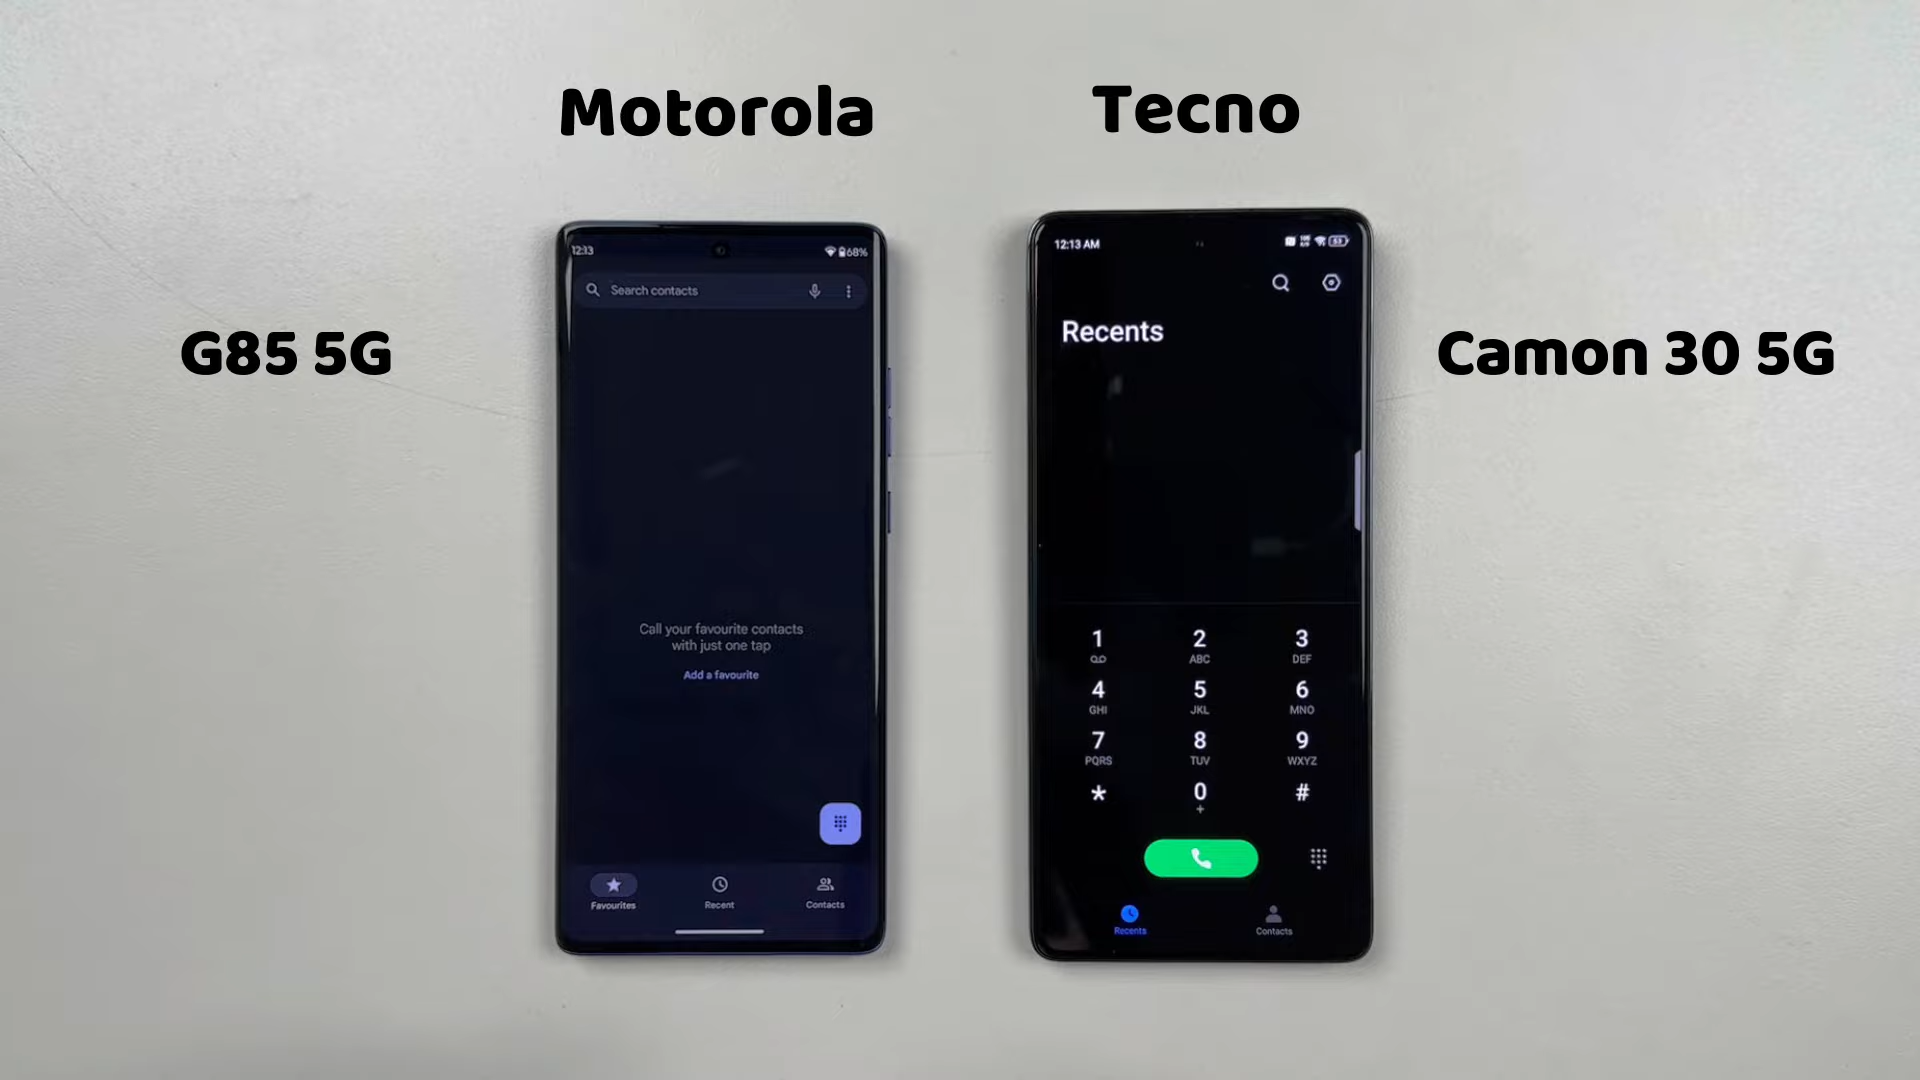 Motorola
Tecno
G85 5G
Camon 30 5G
12:13
68%
Search contacts
Call your favourite contacts
with just one tap
Add a favourite
Favourites
Recent
Contacts
12:13 AM
53
Recents
1
2
ABC
3
DEF
4
GHI
5
JKL
6
MNO
7
PQRS
8
TUV
9
WXYZ
*
0
+
#
Recents
Contacts